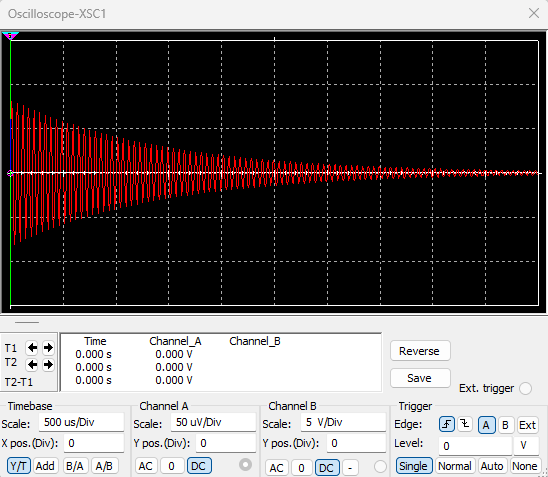 Oscilloscope-XSC1
Time Channel_A Channel_B
T1 0.000 s 0.000 V
T2 0.000 s 0.000 V
T2-T1 0.000 s 0.000 V
Reverse
Save
Ext. trigger
Timebase
Scale: 500 us/Div
X pos.(Div): 0
Y/T Add B/A A/B
Channel A
Scale: 50 uV/Div
Y pos.(Div): 0
AC 0 DC
Channel B
Scale: 5 V/Div
Y pos.(Div): 0
AC 0 DC -
Trigger
Edge: A B Ext
Level: 0 V
Single Normal Auto None